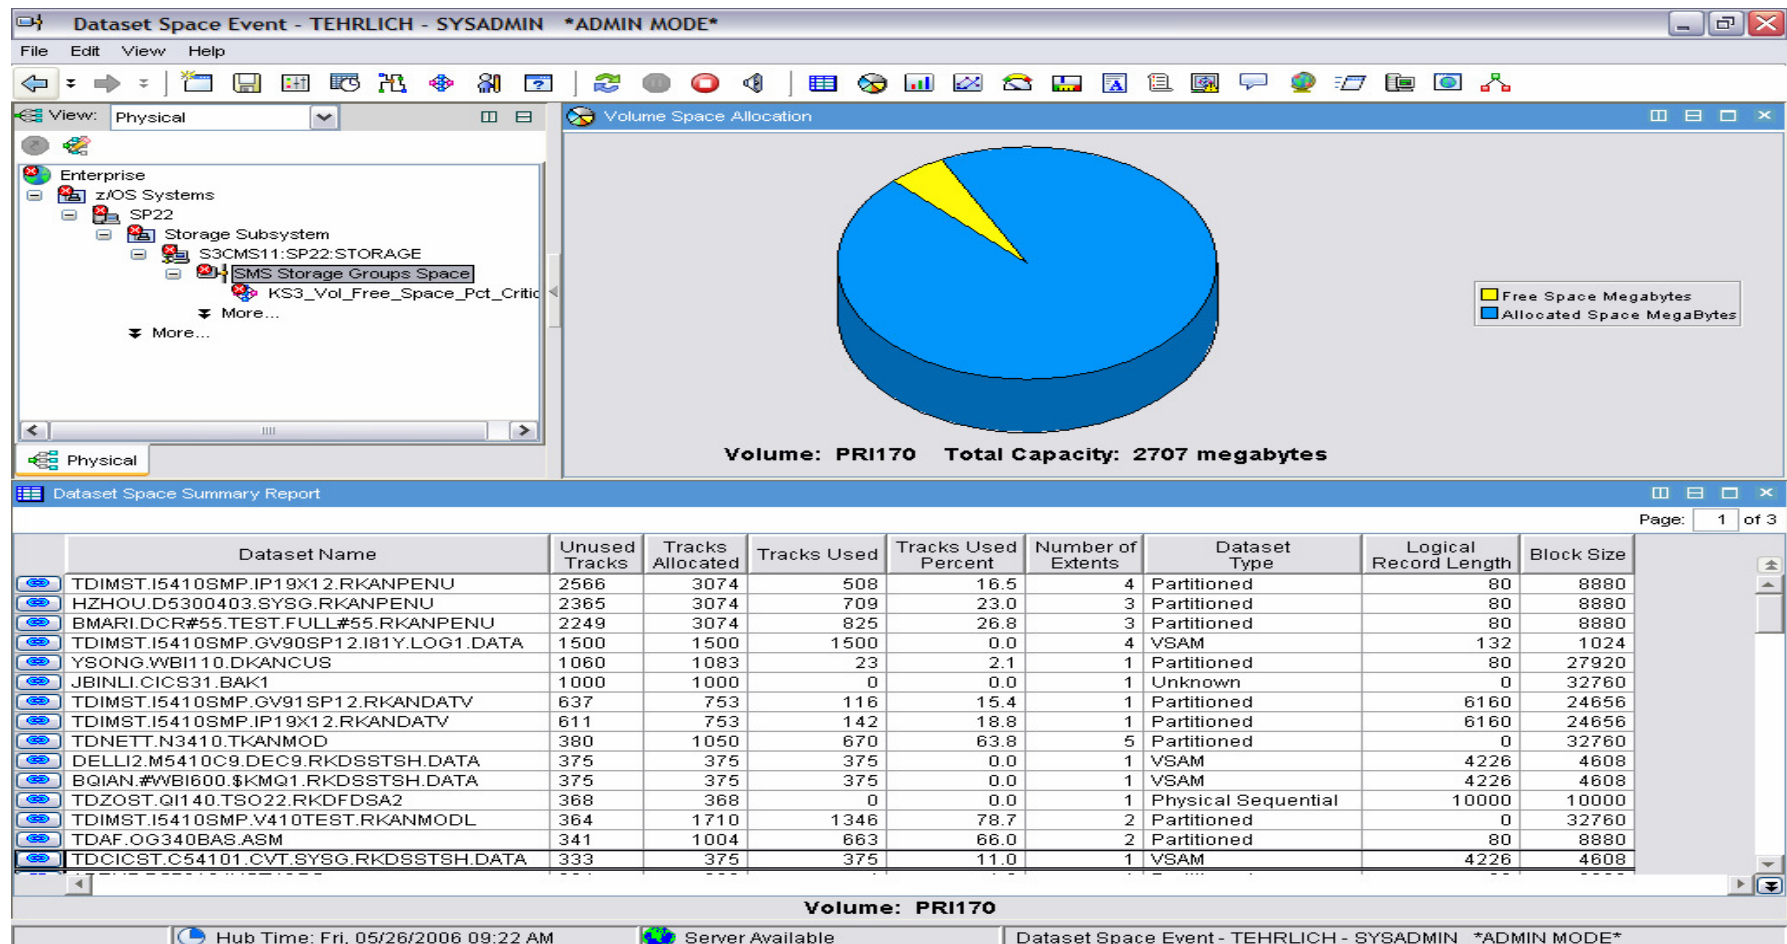 Dataset Space Event - TEHRLICH - SYSADMIN *ADMIN MODE*
File Edit View Help
View: Physical
Enterprise
z/OS Systems
SP22
Storage Subsystem
S3CMS11:SP22:STORAGE
SMS Storage Groups Space
KS3_Vol_Free_Space_Pct_Critic
More...
More...
Physical
Volume Space Allocation
Free Space Megabytes
Allocated Space MegaBytes
Volume: PRI170 Total Capacity: 2707 megabytes
Dataset Space Summary Report
Page: 1 of 3
Dataset Name Unused Tracks Tracks Allocated Tracks Used Tracks Used Percent Number of Extents Dataset Type Logical Record Length Block Size
TDIMST.I5410SMP.IP19X12.RKANPENU 2566 3074 508 16.5 4 Partitioned 80 8880
HZHOU.D5300403.SYSG.RKANPENU 2365 3074 709 23.0 3 Partitioned 80 8880
BMARI.DCR#55.TEST.FULL#55.RKANPENU 2249 3074 825 26.8 3 Partitioned 80 8880
TDIMST.I5410SMP.GV90SP12.I81Y.LOG1.DATA 1500 1500 1500 0.0 4 VSAM 132 1024
YSONG.WBI110.DKANCUS 1060 1083 23 2.1 1 Partitioned 80 27920
JBINLI.CICS31.BAK1 1000 1000 0 0.0 1 Unknown 0 32760
TDIMST.I5410SMP.GV91SP12.RKANDATV 637 753 116 15.4 1 Partitioned 6160 24656
TDIMST.I5410SMP.IP19X12.RKANDATV 611 753 142 18.8 1 Partitioned 6160 24656
TDNETT.N3410.TKANMOD 380 1050 670 63.8 5 Partitioned 0 32760
DELLI2.M5410C9.DEC9.RKDSSTSH.DATA 375 375 375 0.0 1 VSAM 4226 4608
BQIAN.#WBI600.$KMQ1.RKDSSTSH.DATA 375 375 375 0.0 1 VSAM 4226 4608
TDZOST.QI140.TSO22.RKDFDSA2 368 368 0 0.0 1 Physical Sequential 10000 10000
TDIMST.I5410SMP.V410TEST.RKANMODL 364 1710 1346 78.7 2 Partitioned 0 32760
TDAF.OG340BAS.ASM 341 1004 663 66.0 2 Partitioned 80 8880
TDCICST.C54101.CVT.SYSG.RKDSSTSH.DATA 333 375 375 11.0 1 VSAM 4226 4608
Volume: PRI170
Hub Time: Fri, 05/26/2006 09:22 AM Server Available Dataset Space Event - TEHRLICH - SYSADMIN *ADMIN MODE*